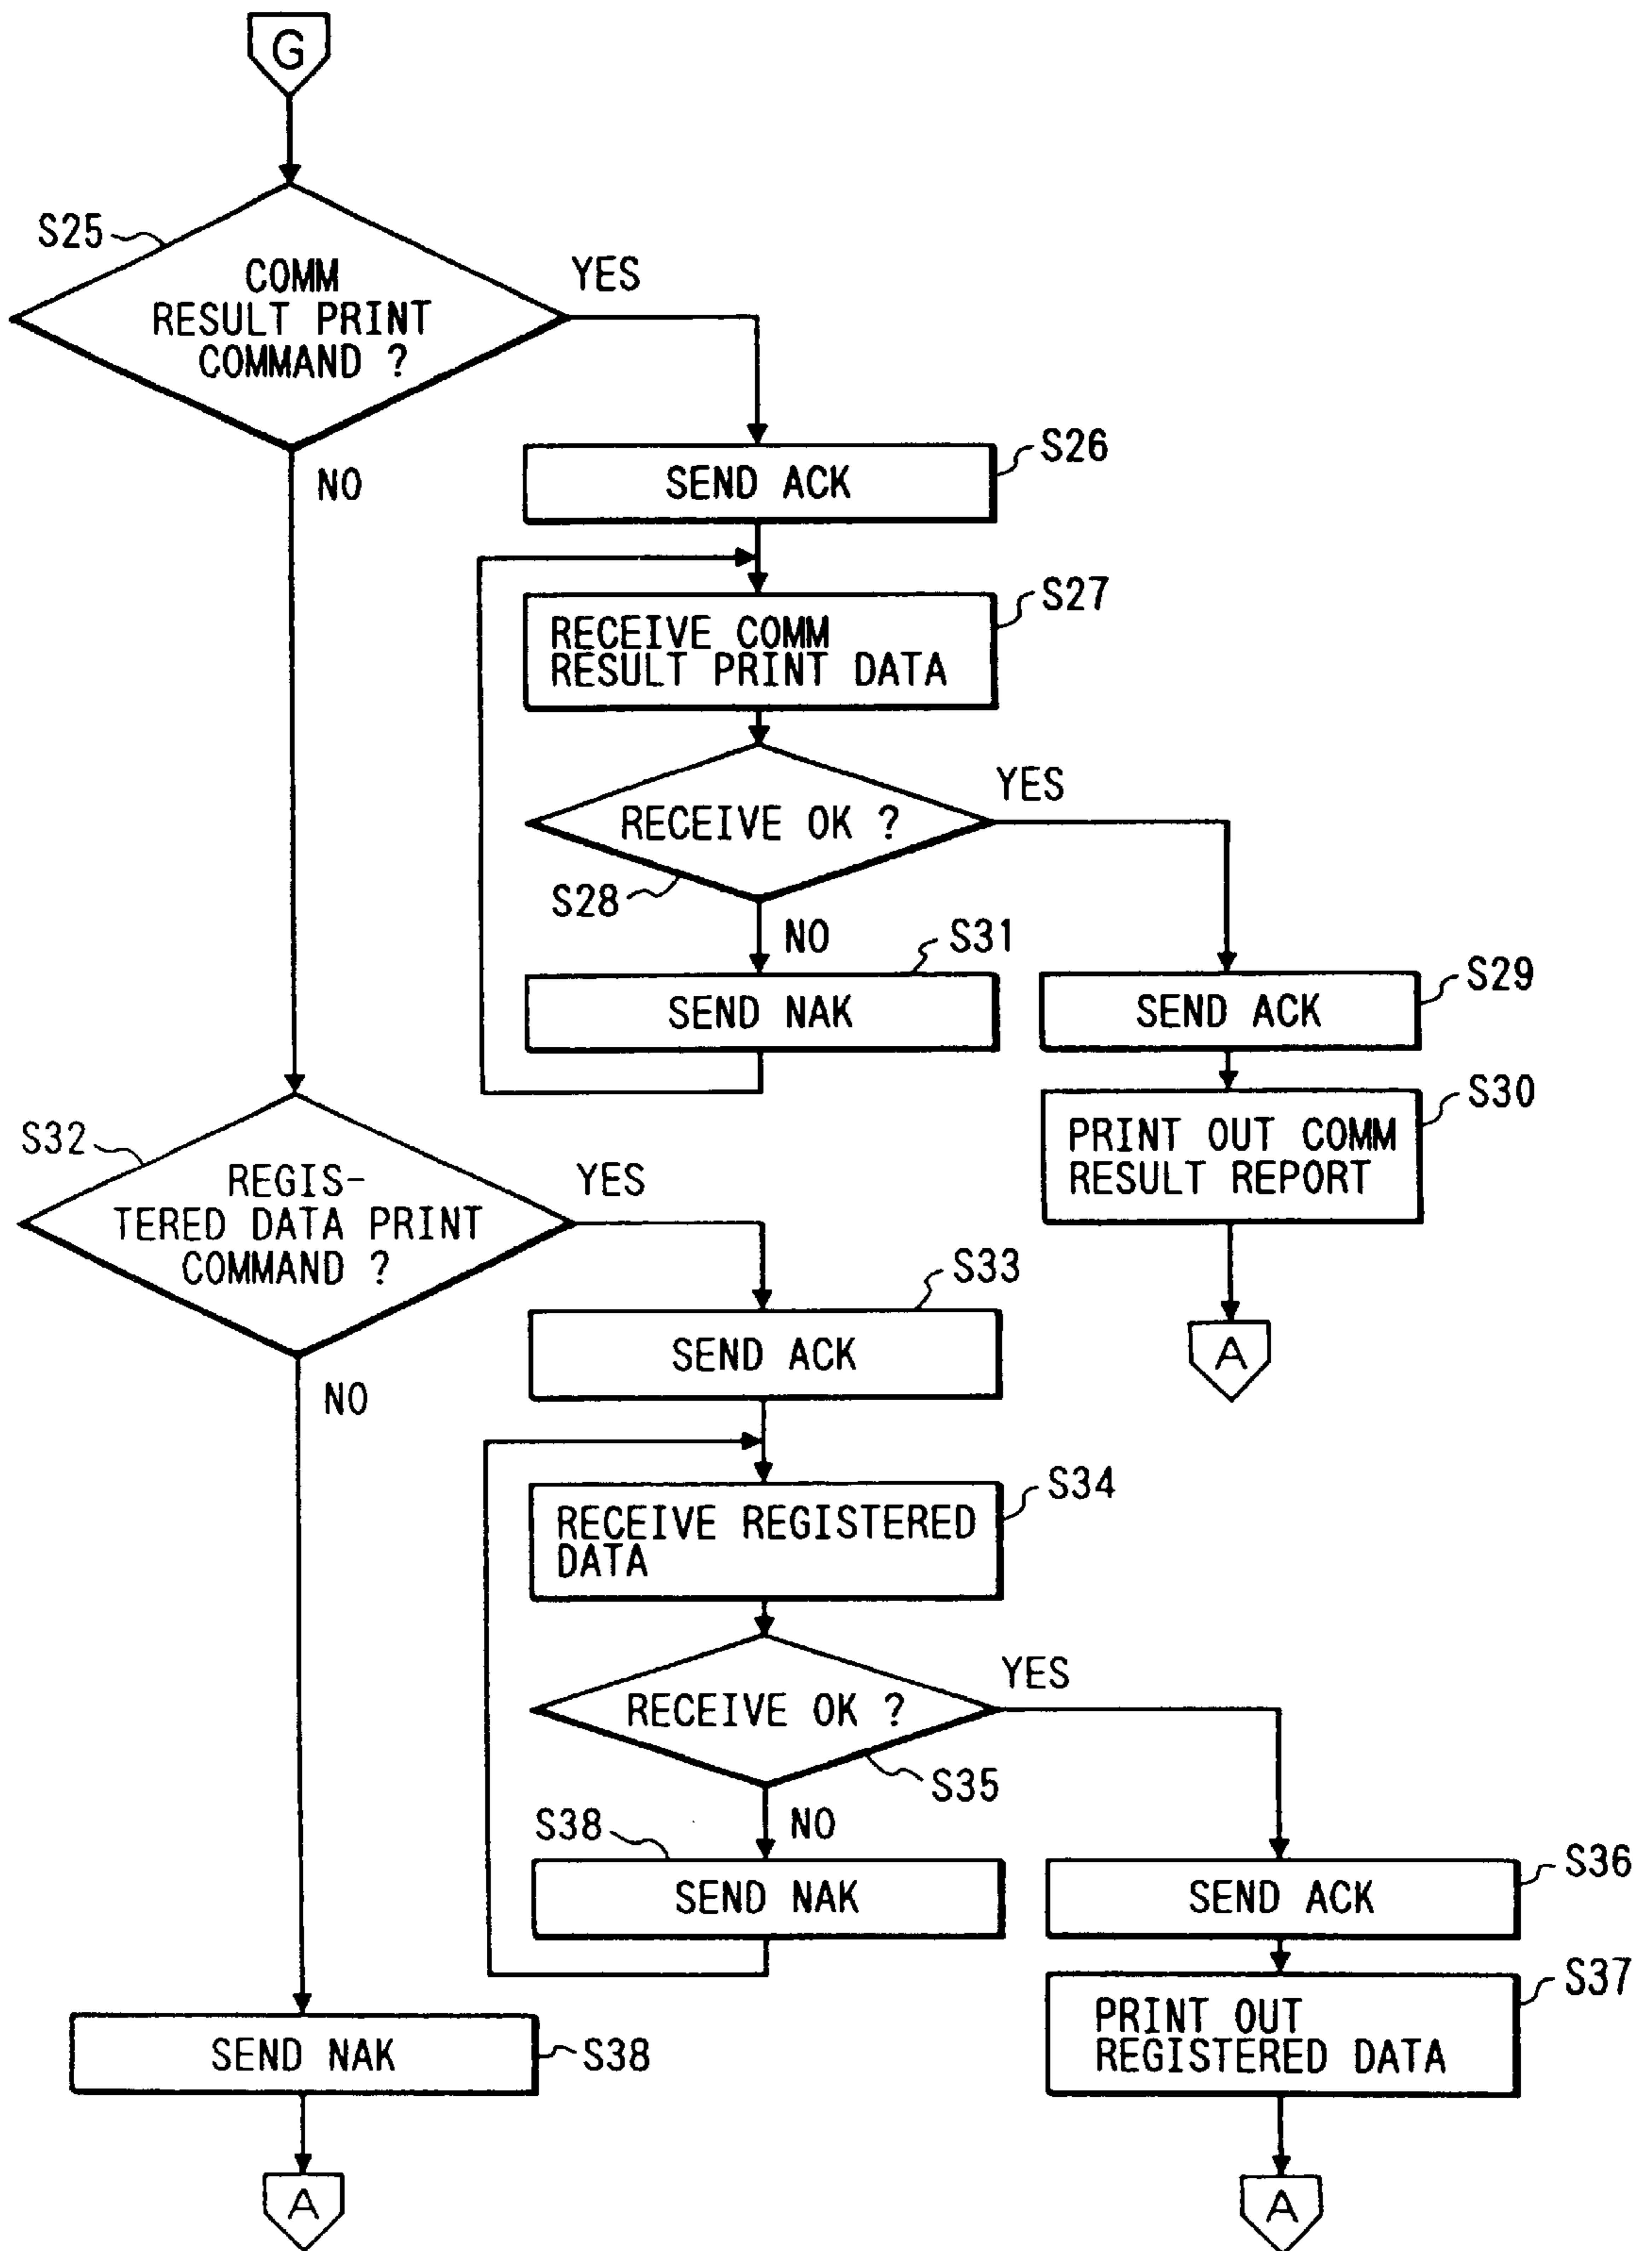 G
S25
COMM
RESULT PRINT
COMMAND ?
YES
NO
SEND ACK
S26
RECEIVE COMM
RESULT PRINT DATA
S27
RECEIVE OK ?
YES
S28
NO
S31
SEND NAK
SEND ACK
S29
PRINT OUT COMM
RESULT REPORT
S30
A
S32
REGIS-
TERED DATA PRINT
COMMAND ?
YES
NO
S33
SEND ACK
RECEIVE REGISTERED
DATA
S34
RECEIVE OK ?
YES
S35
NO
S38
SEND NAK
SEND ACK
S36
PRINT OUT
REGISTERED DATA
S37
SEND NAK
S38
A
A